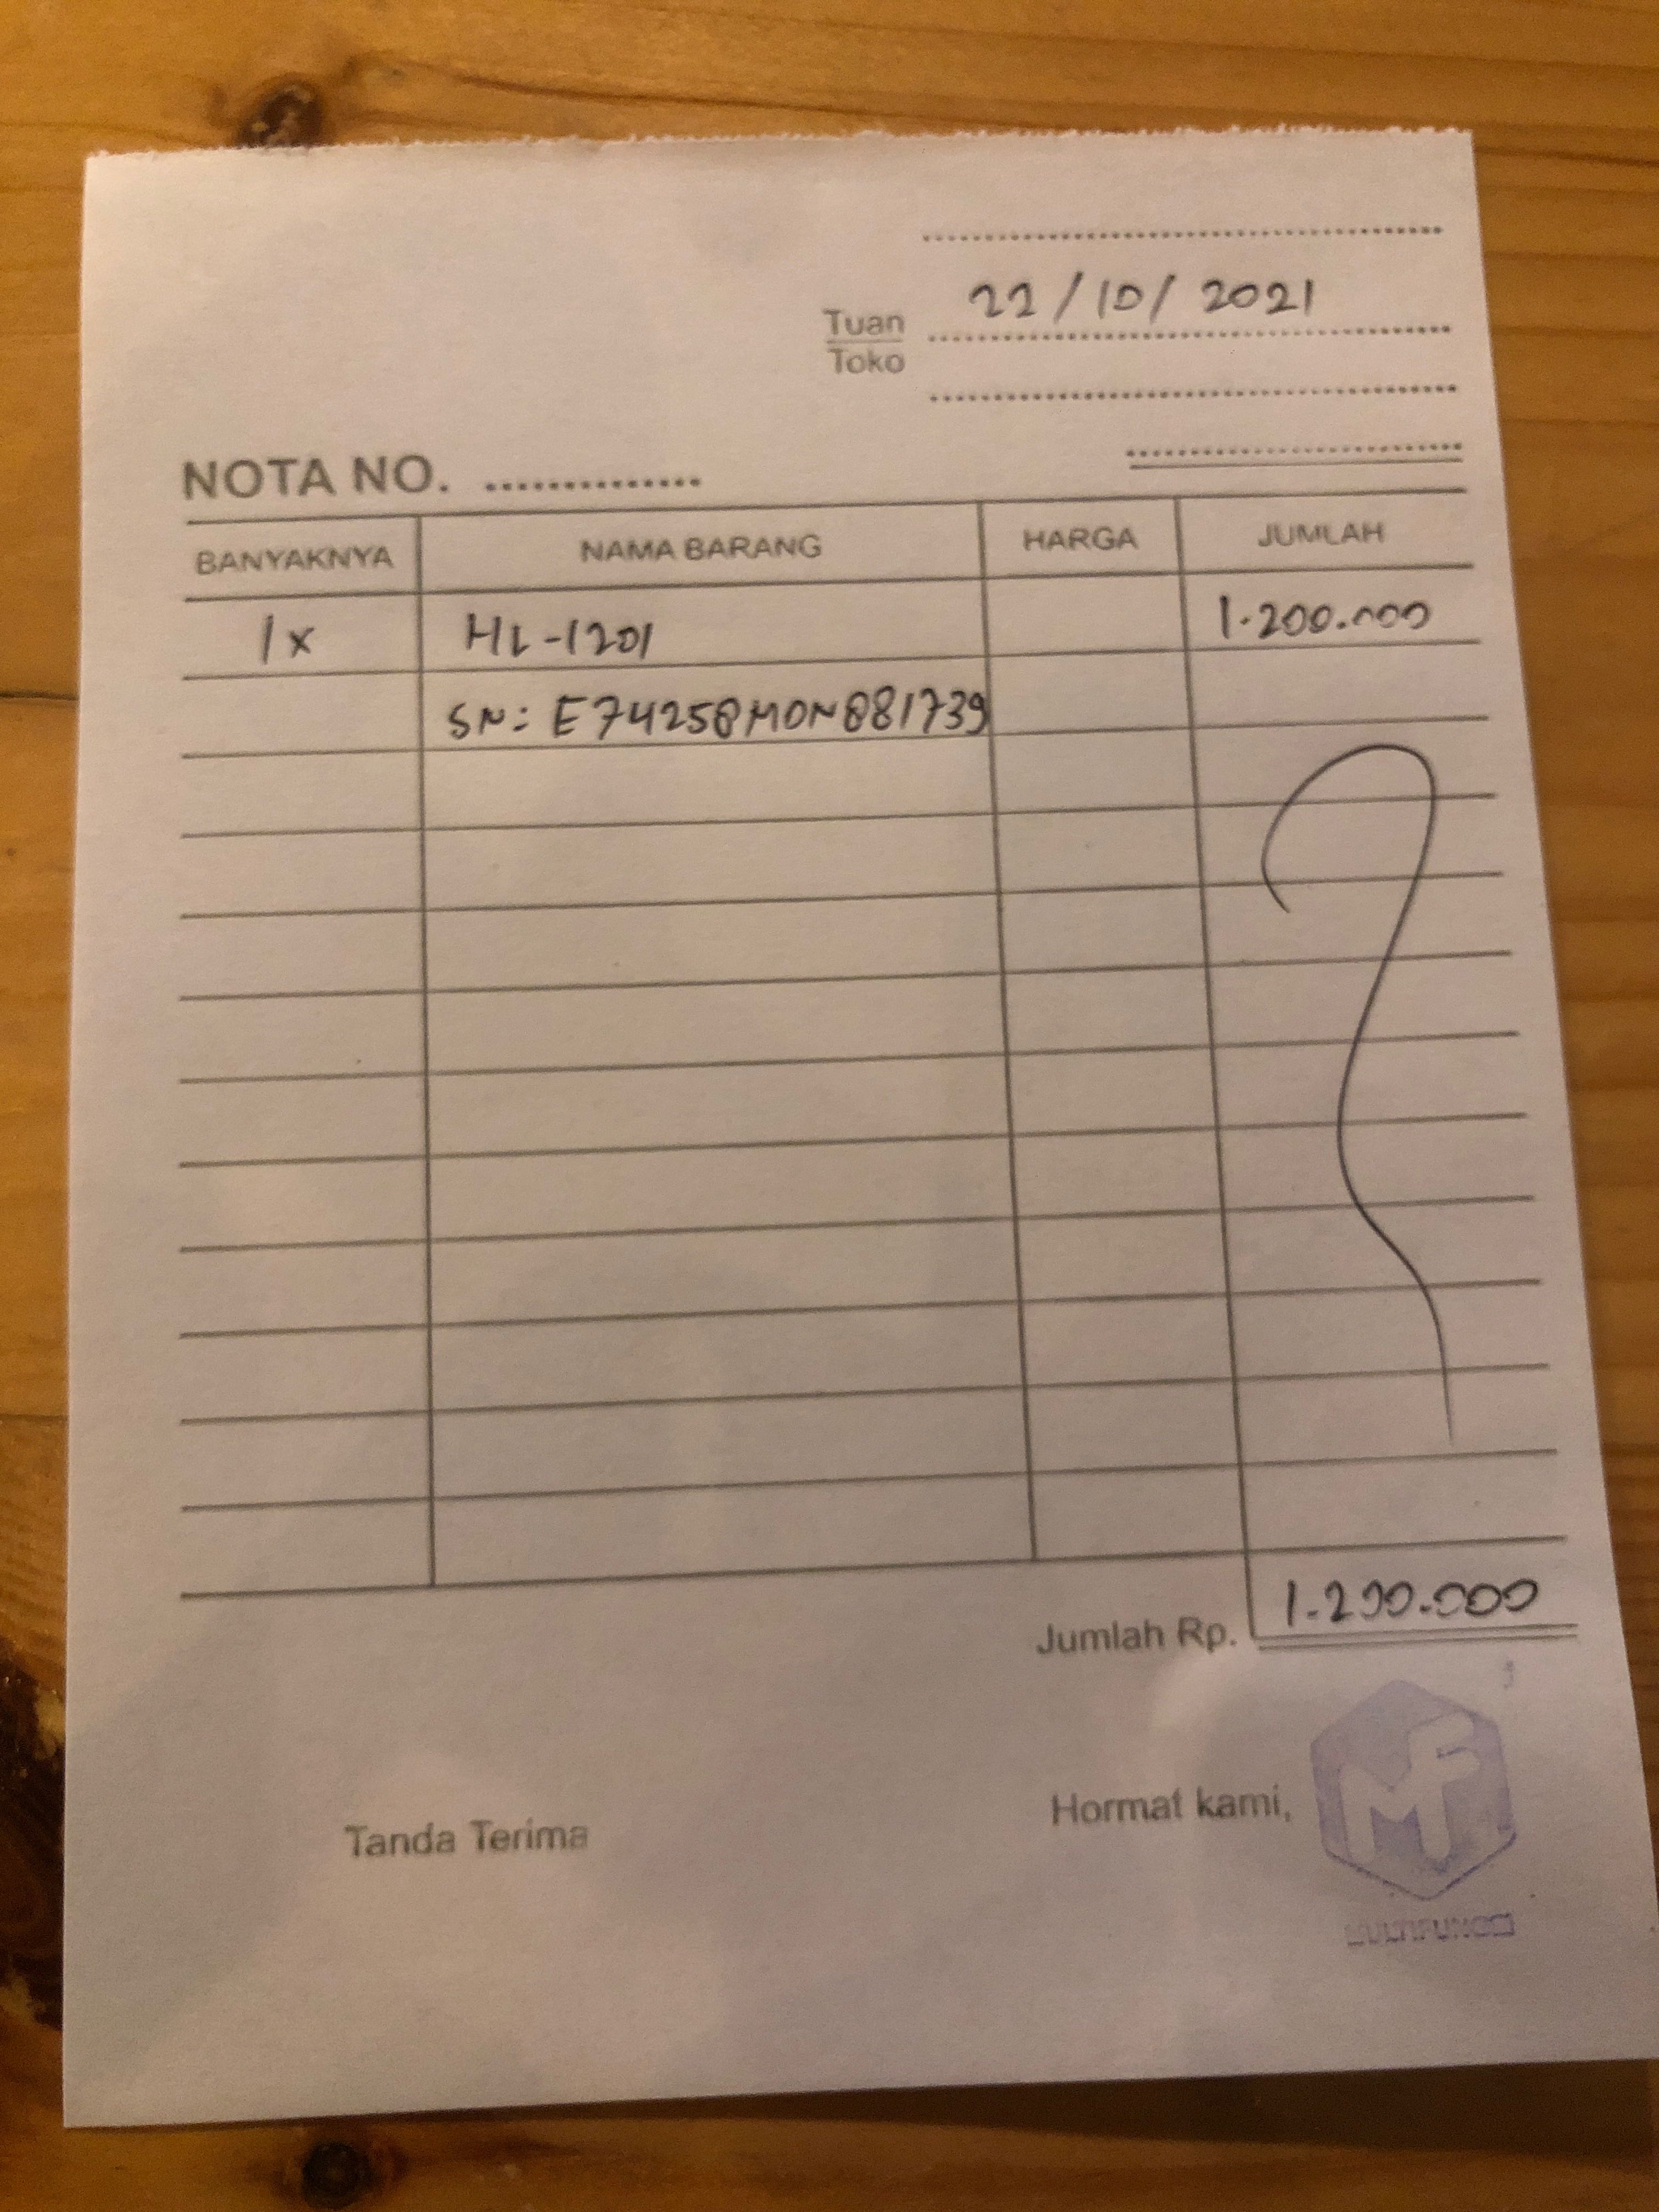 22/10/2021
Tuan
Toko
NOTA NO.
BANYAKNYA NAMA BARANG HARGA JUMLAH
1x HL-1201 1.200.000
SN: E74258M0N881739
Jumlah Rp. 1.200.000
Tanda Terima Hormat kami,
MF
MULTIFUNGSI